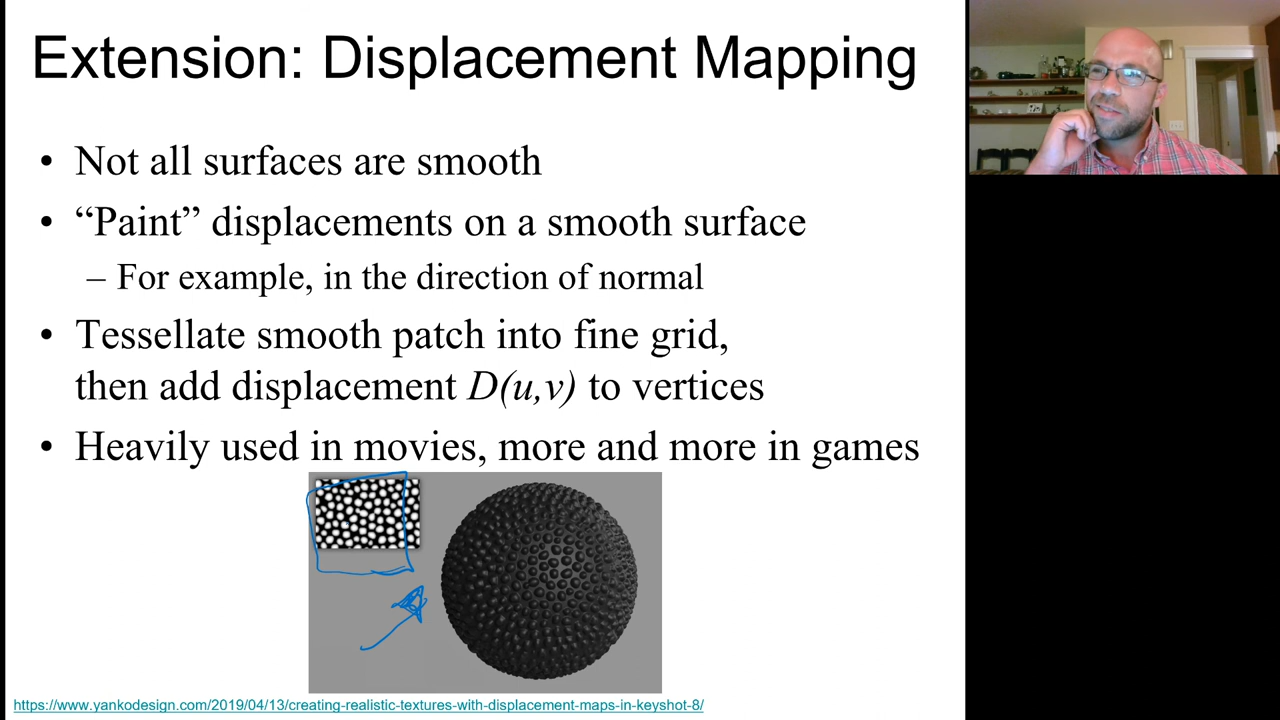 Extension: Displacement Mapping
• Not all surfaces are smooth
• “Paint” displacements on a smooth surface
– For example, in the direction of normal
• Tessellate smooth patch into fine grid,
then add displacement D(u,v) to vertices
• Heavily used in movies, more and more in games
https://www.yankodesign.com/2019/04/13/creating-realistic-textures-with-displacement-maps-in-keyshot-8/